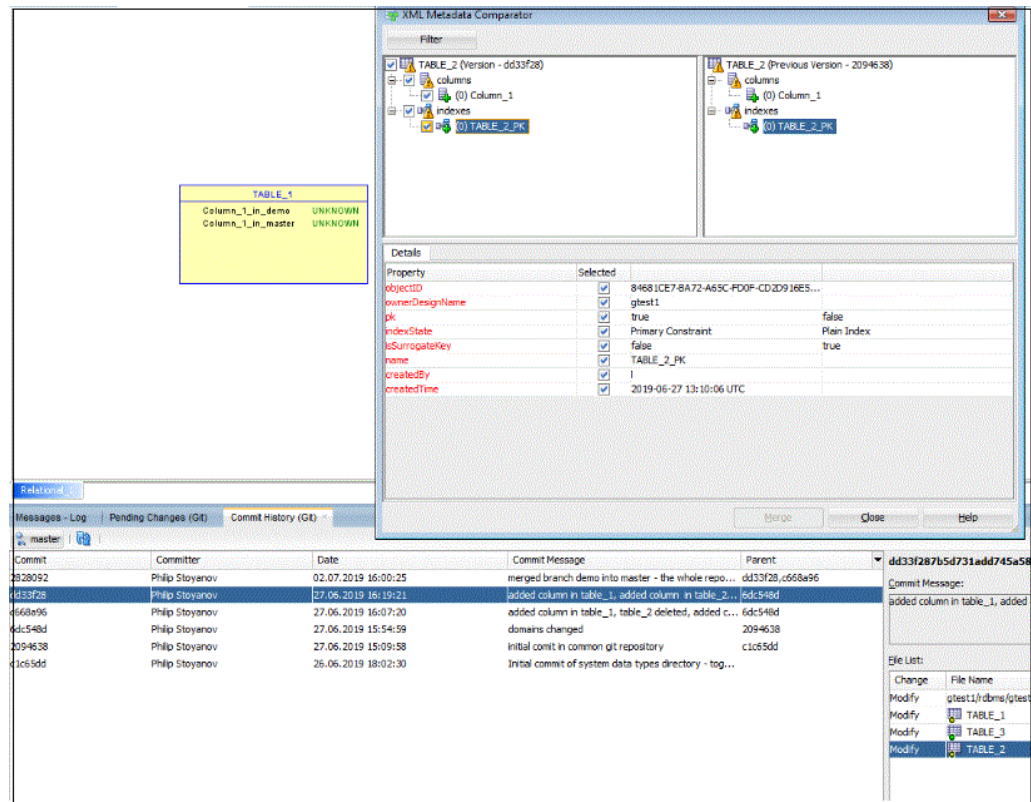 XML Metadata Comparator
Filter
TABLE_2 (Version - dd33f28)
columns
(0) Column_1
indexes
(0) TABLE_2_PK
TABLE_2 (Previous Version - 2094638)
columns
(0) Column_1
indexes
(0) TABLE_2_PK
TABLE_1
Column_1_in_demo UNKNOWN
Column_1_in_master UNKNOWN
Details
Property Selected
objectID 84681CE7-BA72-A65C-FD0F-CD2D916E5...
ownerDesignName gtest1
pk true false
indexState Primary Constraint Plain Index
isSurrogateKey false true
name TABLE_2_PK
createdBy l
createdTime 2019-06-27 13:10:06 UTC
Merge Close Help
Relational_
Messages - Log Pending Changes (Git) Commit History (Git)
master
Commit Committer Date Commit Message Parent
2828092 Philip Stoyanov 02.07.2019 16:00:25 merged branch demo into master - the whole repo... dd33f28,c668a96
dd33f28 Philip Stoyanov 27.06.2019 16:19:21 added column in table_1, added column in table_2... 6dc548d
c668a96 Philip Stoyanov 27.06.2019 16:07:20 added column in table_1, table_2 deleted, added c... 6dc548d
6dc548d Philip Stoyanov 27.06.2019 15:54:59 domains changed 2094638
2094638 Philip Stoyanov 27.06.2019 15:09:58 initial comit in common git repository c1c65dd
c1c65dd Philip Stoyanov 26.06.2019 18:02:30 Initial commit of system data types directory - tog...
dd33f287b5d731add745a58
Commit Message:
added column in table_1, added
File List:
Change File Name
Modify gtest1/rdbms/gtest
Modify TABLE_1
Modify TABLE_3
Modify TABLE_2